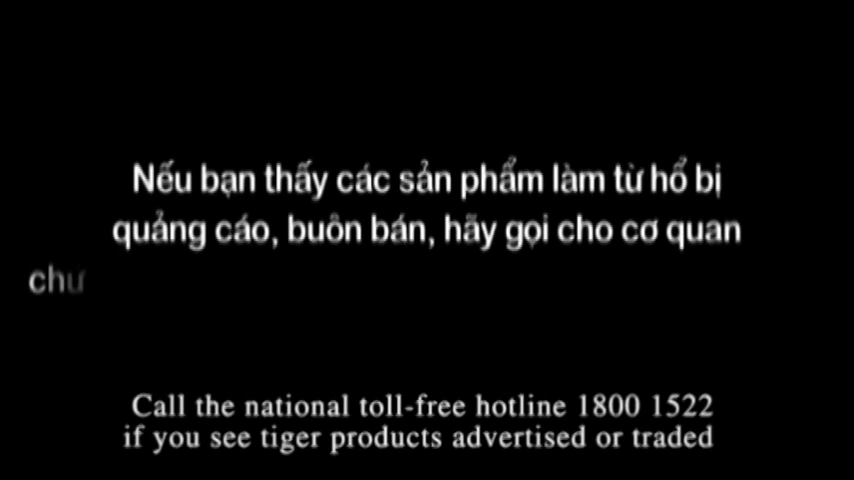 Nếu bạn thấy các sản phẩm làm từ hổ bị
quảng cáo, buôn bán, hãy gọi cho cơ quan
chư
Call the national toll-free hotline 1800 1522
if you see tiger products advertised or traded